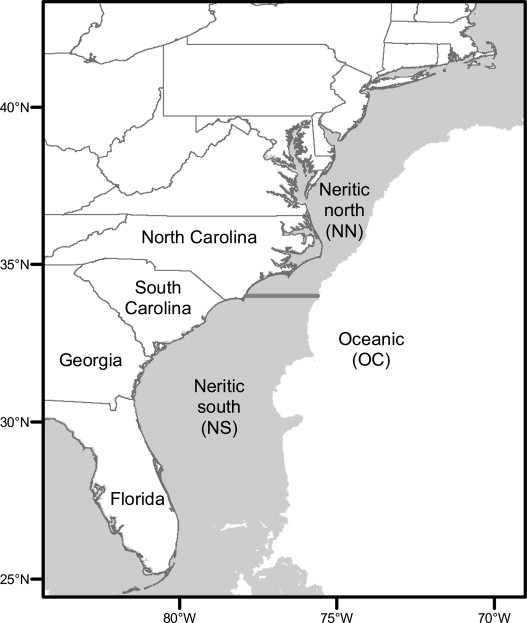 40°N
Neritic
north
(NN)
North Carolina
35°N
South
Carolina
Oceanic
(OC)
Georgia
Neritic
south
(NS)
30°N
Florida
25°N
80°W
75°W
70°W